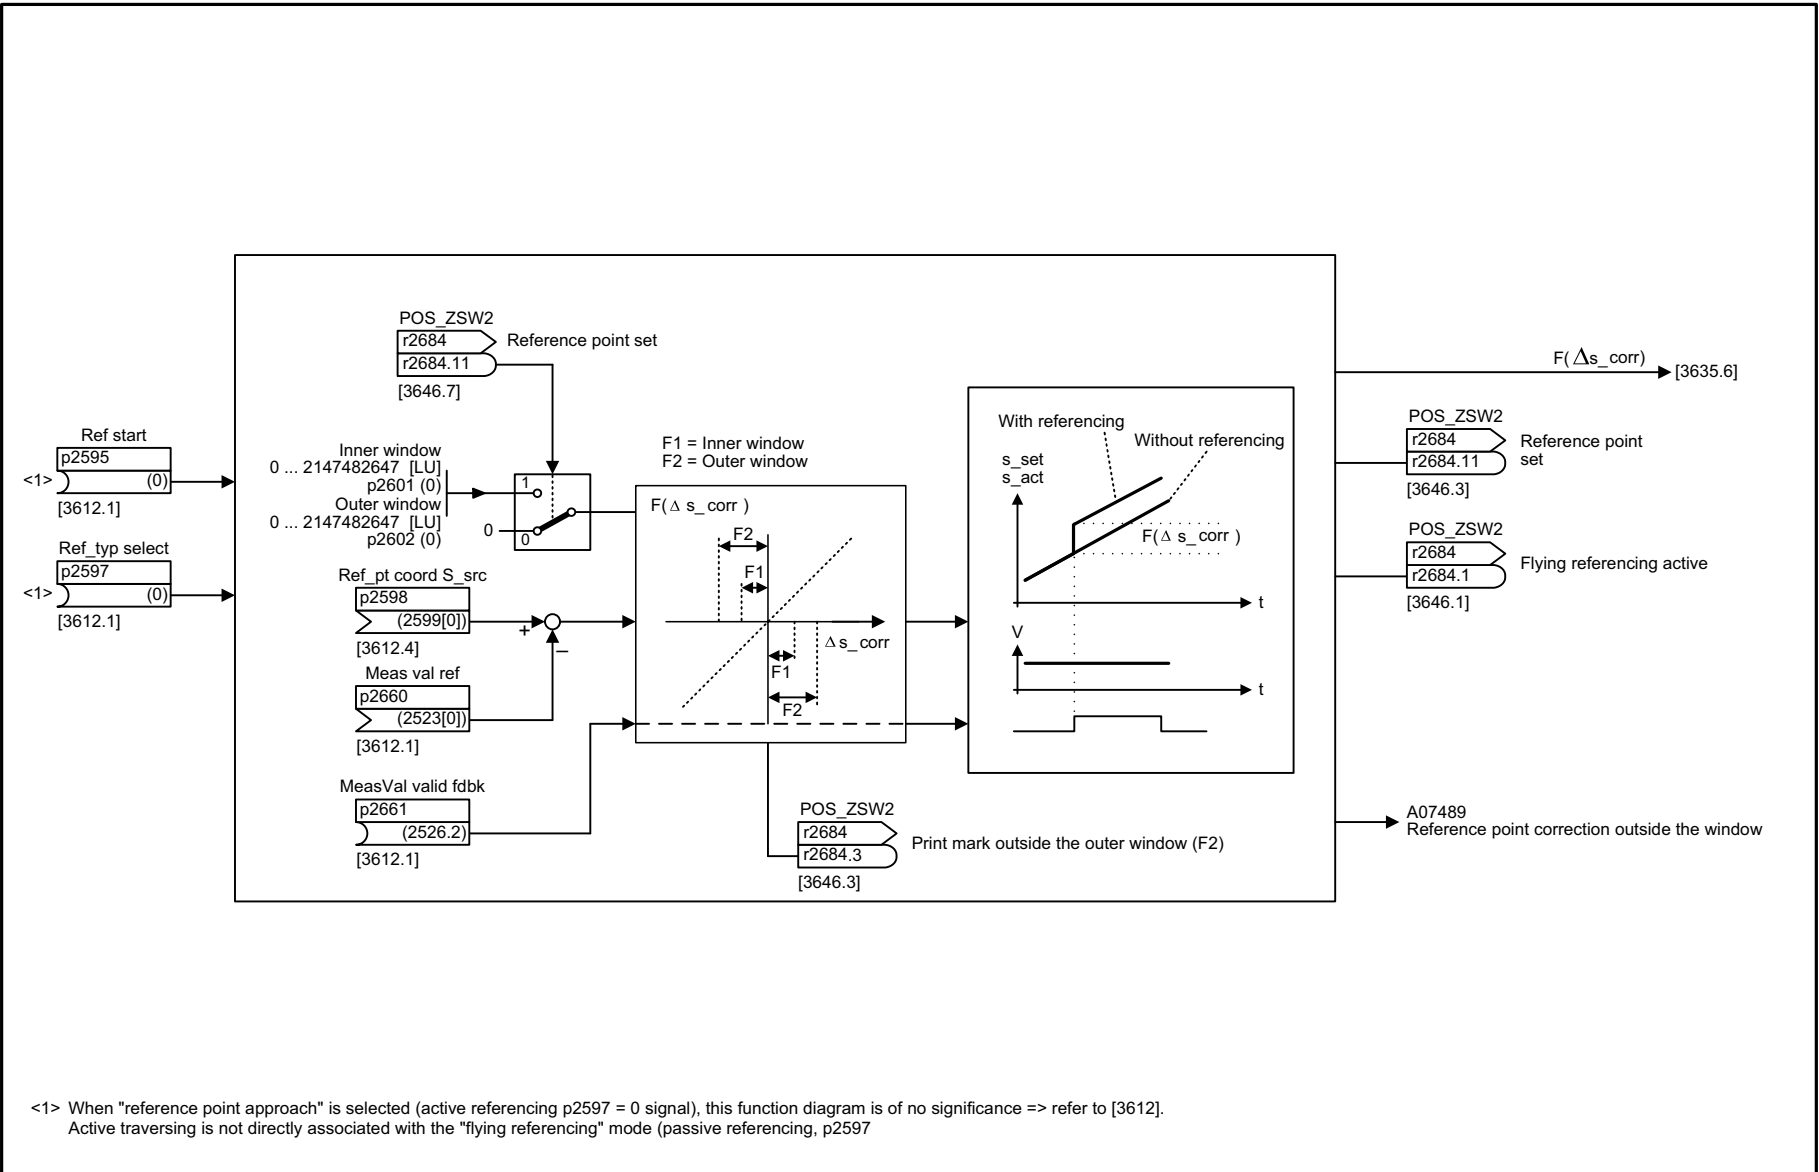 POS_ZSW2
r2684
Reference point set
r2684.11
[3646.7]
Ref start
p2595
<1>
(0)
[3612.1]
Ref_typ select
p2597
<1>
(0)
[3612.1]
Inner window
0 ... 2147482647 [LU]
p2601 (0)
Outer window
0 ... 2147482647 [LU]
p2602 (0)
1
0
0
Ref_pt coord S_src
p2598
(2599[0])
[3612.4]
+
–
Meas val ref
p2660
(2523[0])
[3612.1]
MeasVal valid fdbk
p2661
(2526.2)
[3612.1]
F1 = Inner window
F2 = Outer window
F(Δ s_corr )
F2
F1
Δ s_corr
F1
F2
POS_ZSW2
r2684
r2684.3
Print mark outside the outer window (F2)
[3646.3]
With referencing
Without referencing
s_set
s_act
F(Δ s_corr )
t
V
t
F( Δs_corr)
[3635.6]
POS_ZSW2
r2684
r2684.11
Reference point
set
[3646.3]
POS_ZSW2
r2684
r2684.1
Flying referencing active
[3646.1]
A07489
Reference point correction outside the window
<1> When "reference point approach" is selected (active referencing p2597 = 0 signal), this function diagram is of no significance => refer to [3612].
Active traversing is not directly associated with the "flying referencing" mode (passive referencing, p2597